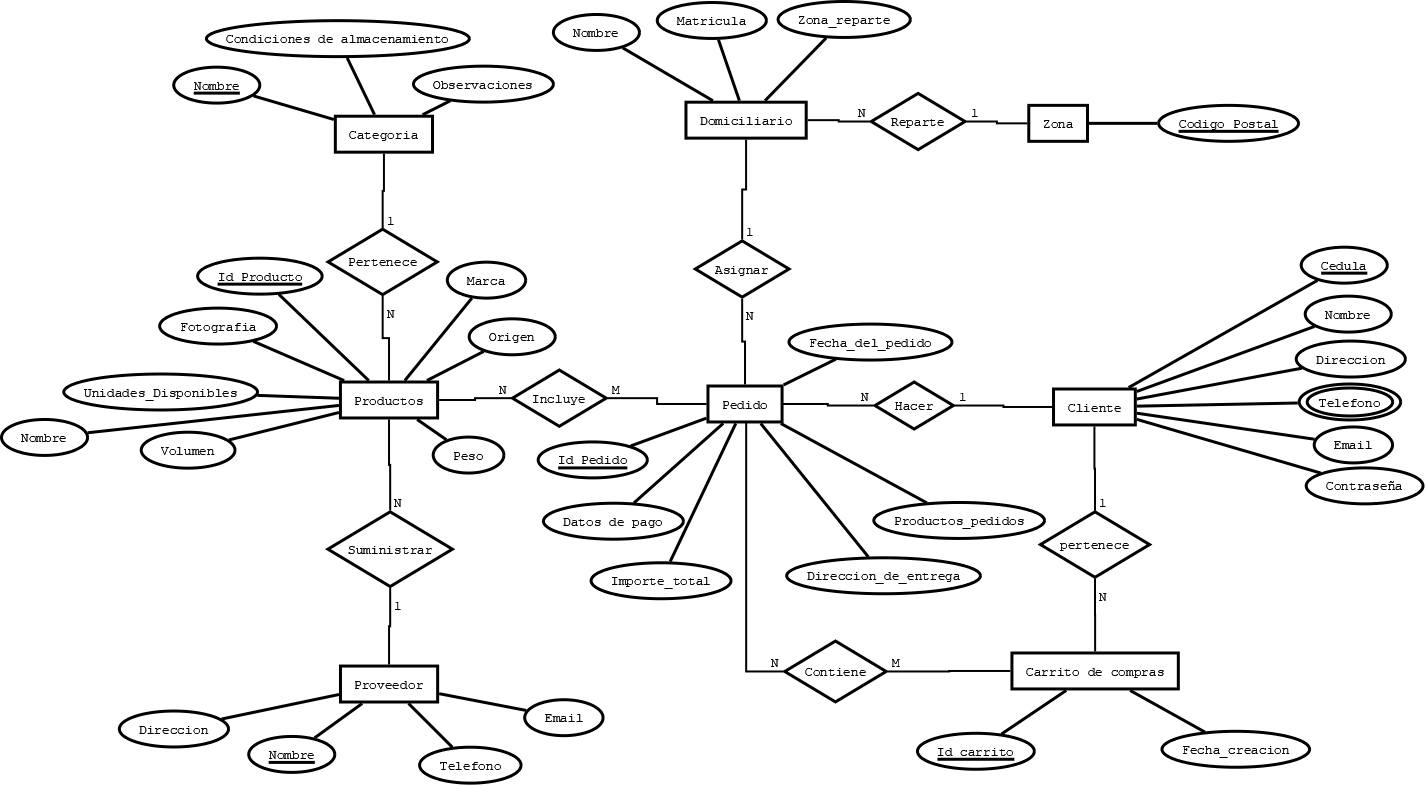 Condiciones de almacenamiento
Nombre
Observaciones
Categoria
Nombre
Matricula
Zona_reparte
Domiciliario
N
Reparte
1
Zona
Codigo Postal
1
Pertenece
N
1
Asignar
N
Id Producto
Marca
Fotografia
Origen
Unidades_Disponibles
Nombre
Volumen
Peso
Productos
N
Incluye
M
Fecha_del_pedido
Pedido
N
Hacer
1
Cliente
Cedula
Nombre
Direccion
Telefono
Email
Contraseña
Id Pedido
Datos de pago
Importe_total
Direccion_de_entrega
Productos_pedidos
N
Suministrar
1
1
pertenece
N
Proveedor
Direccion
Nombre
Telefono
Email
N
Contiene
M
Carrito de compras
Id carrito
Fecha_creacion